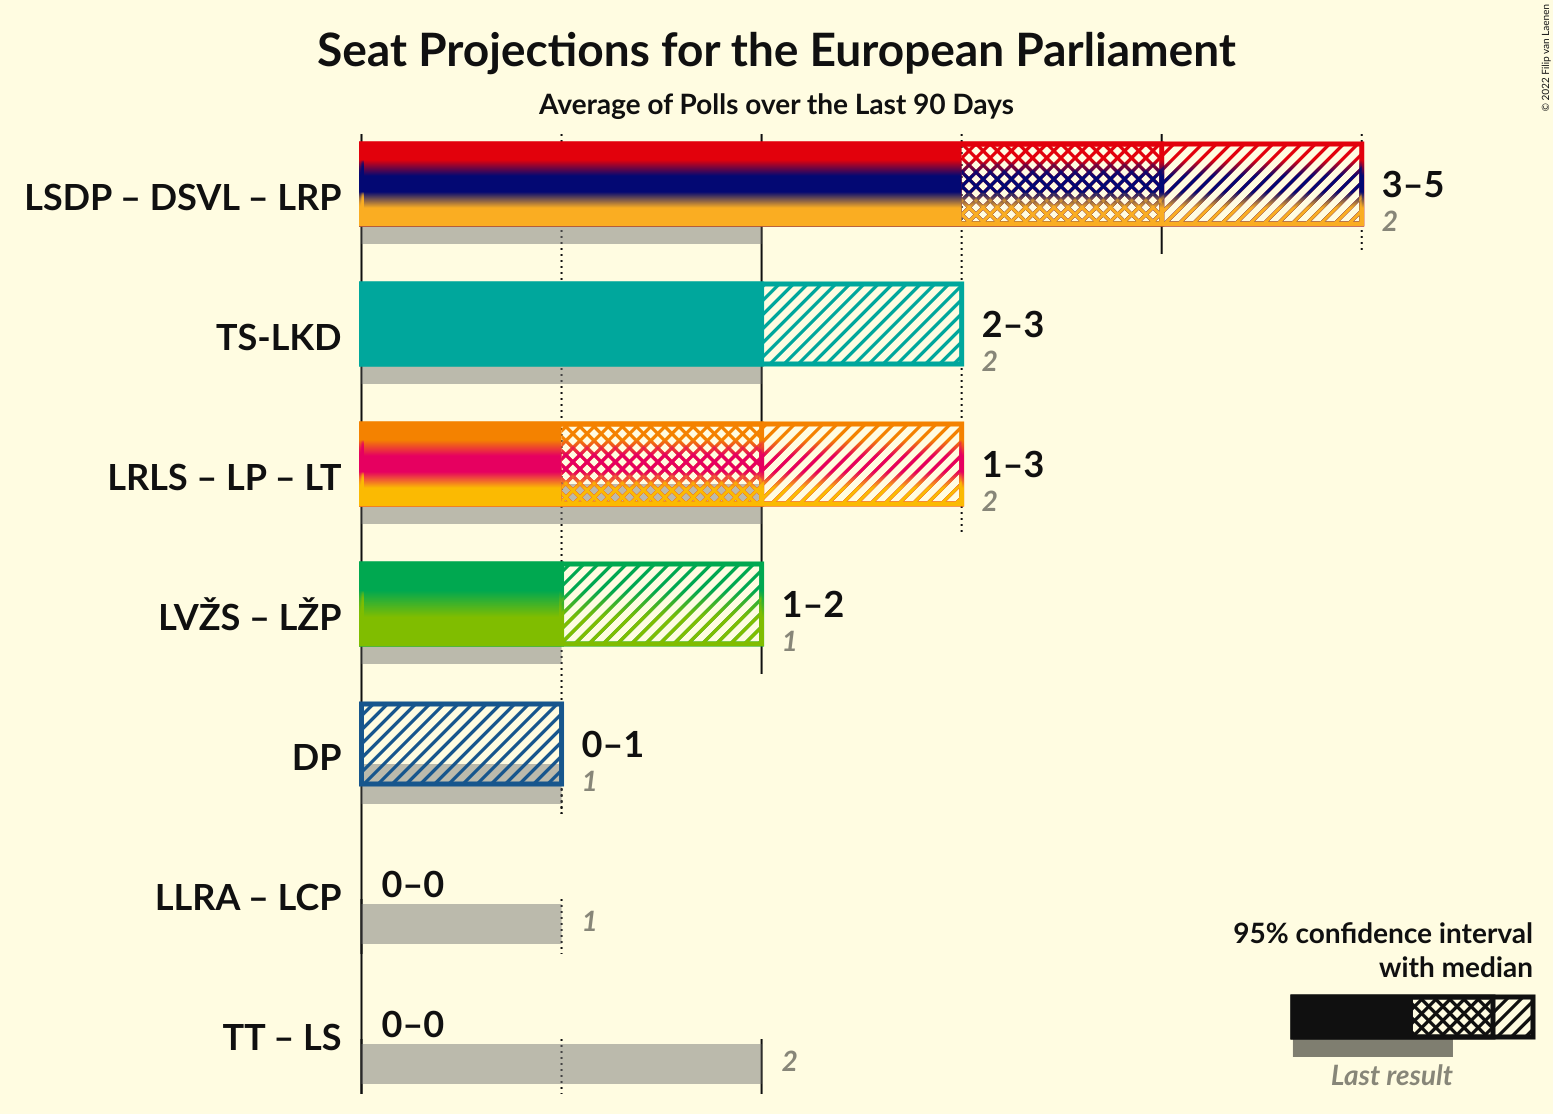 Seat Projections for the European Parliament
Average of Polls over the Last 90 Days
© 2022 Filip van Laenen
LSDP – DSVL – LRP
3–5
2
TS-LKD
2–3
2
LRLS – LP – LT
1–3
2
LVŽS – LŽP
1–2
1
DP
0–1
1
LLRA – LCP
0–0
1
TT – LS
0–0
2
95% confidence interval
with median
Last result